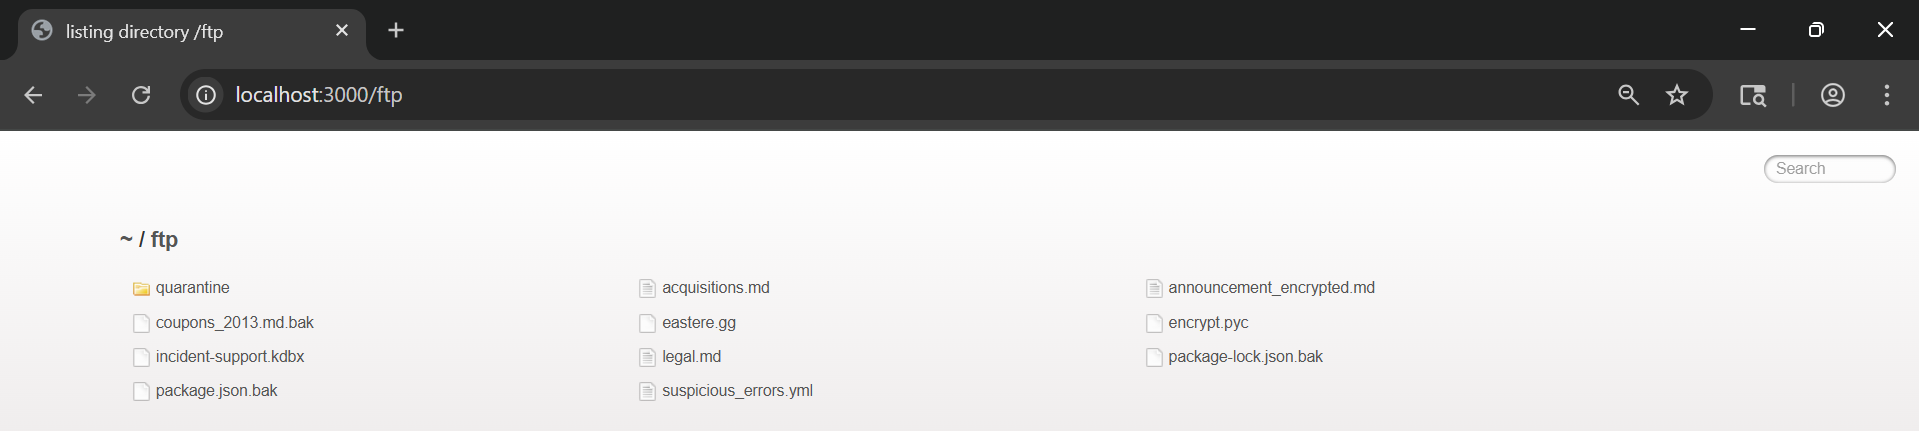 listing directory /ftp
localhost:3000/ftp
Search
~ / ftp
quarantine acquisitions.md announcement_encrypted.md
coupons_2013.md.bak eastere.gg encrypt.pyc
incident-support.kdbx legal.md package-lock.json.bak
package.json.bak suspicious_errors.yml